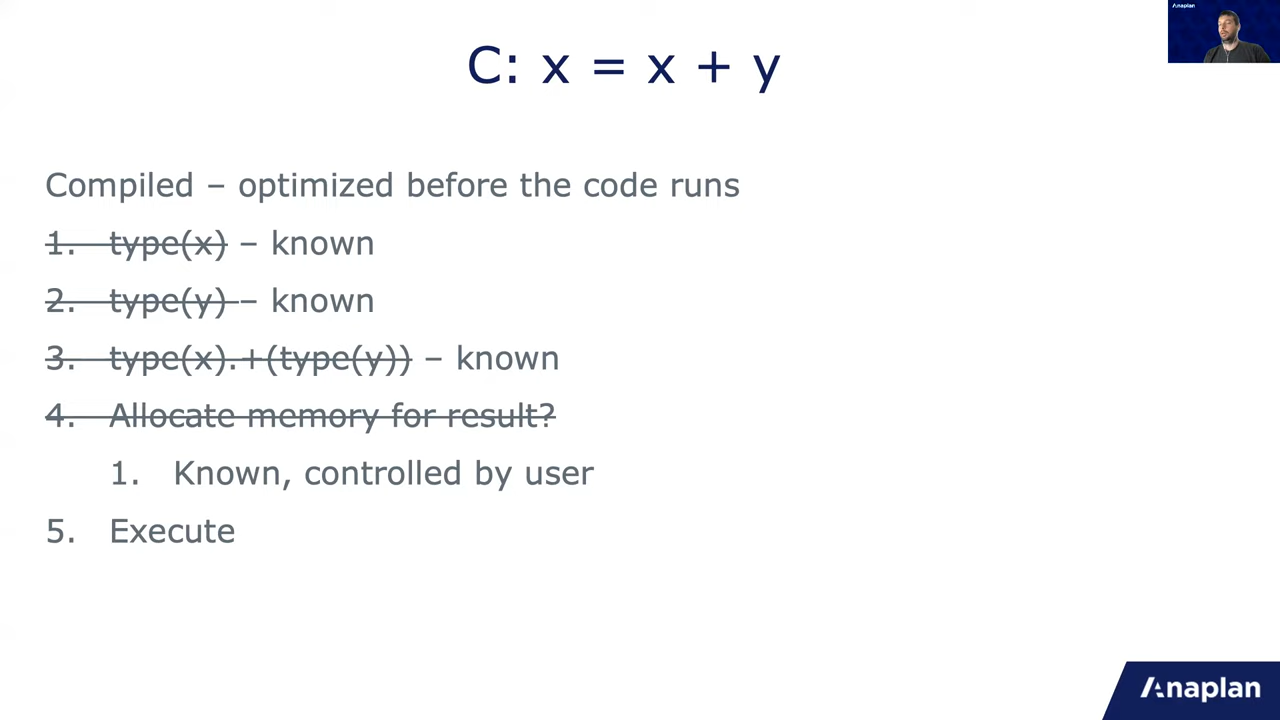 Anaplan
C: x = x + y
Compiled – optimized before the code runs
1. type(x) – known
2. type(y) – known
3. type(x).+(type(y)) – known
4. Allocate memory for result?
1. Known, controlled by user
5. Execute
Anaplan